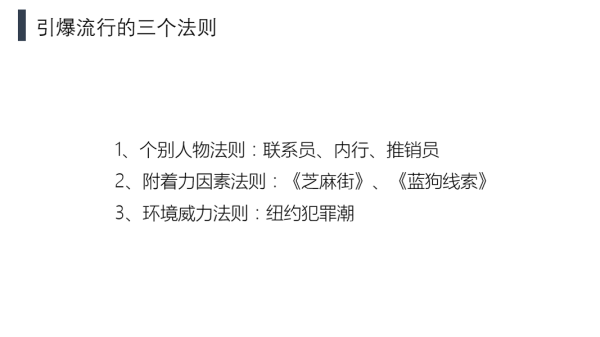 引爆流行的三个法则
1、个别人物法则：联系员、内行、推销员
2、附着力因素法则：《芝麻街》、《蓝狗线索》
3、环境威力法则：纽约犯罪潮